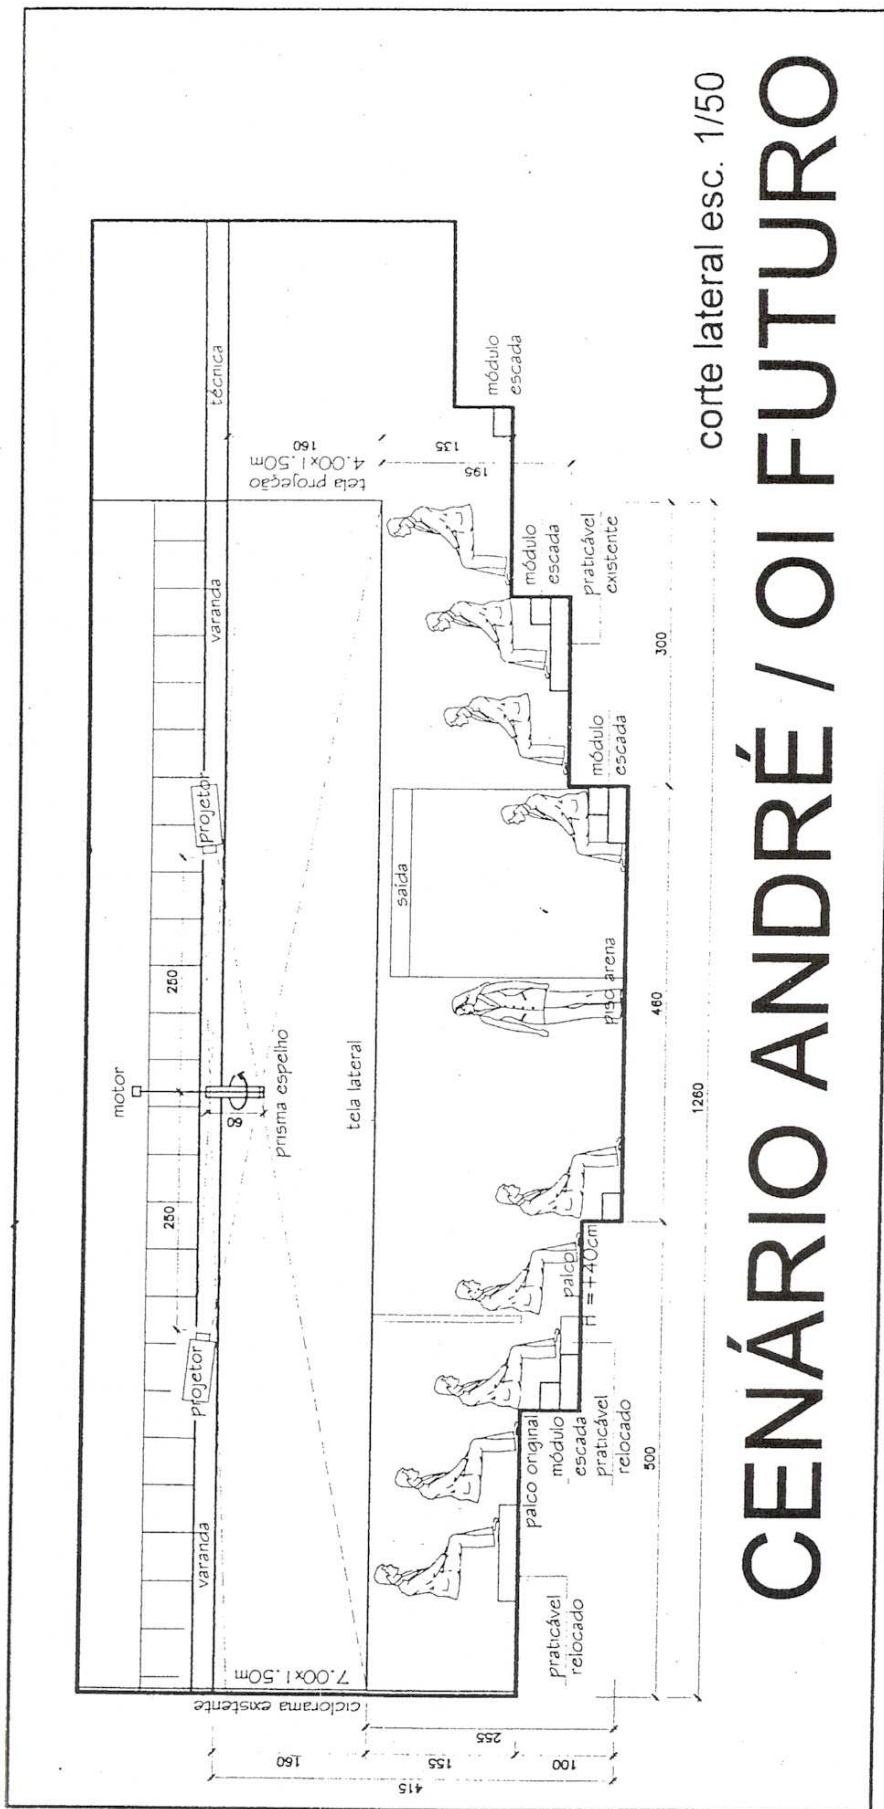 motor
250
250
varanda
projetor
projetor
varanda
técnica
80
prisma espelho
ciclorama existente
7.00x1.50m
tela projeção
4.00x1.50m
160
160
tela lateral
saída
415
255
155
100
135
195
módulo
escada
palco original
módulo
escada
praticável
relocado
praticável
relocado
palco
h = +40cm
piso arena
módulo
escada
módulo
escada
praticável
existente
500
460
300
1260
corte lateral esc. 1/50
CENÁRIO ANDRÉ / OI FUTURO